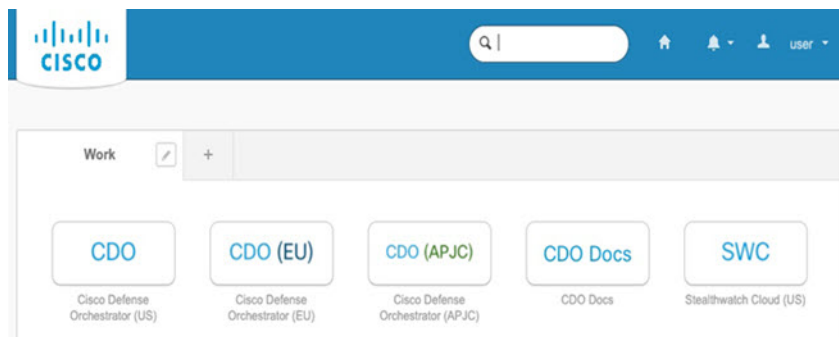 CISCO
user
Work
+
CDO
CDO (EU)
CDO (APJC)
CDO Docs
SWC
Cisco Defense
Orchestrator (US)
Cisco Defense
Orchestrator (EU)
Cisco Defense
Orchestrator (APJC)
CDO Docs
Stealthwatch Cloud (US)